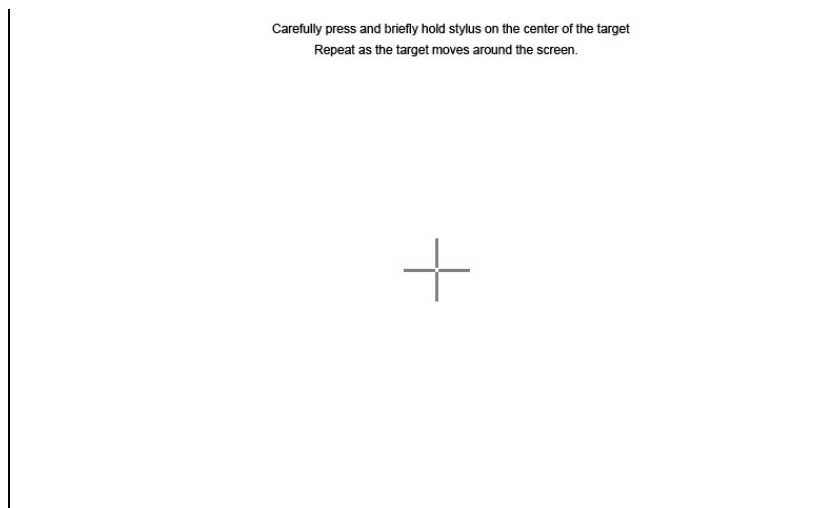 Carefully press and briefly hold stylus on the center of the target
Repeat as the target moves around the screen.